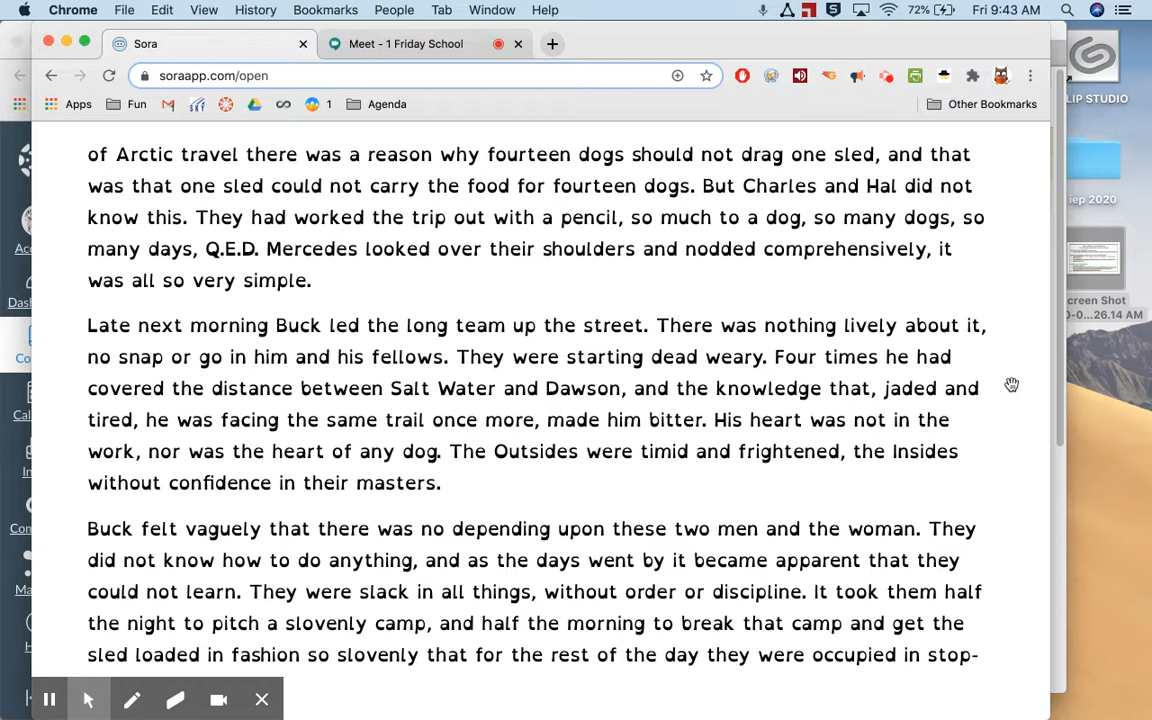 Chrome File Edit View History Bookmarks People Tab Window Help 72% Fri 9:43 AM
Sora Meet - 1 Friday School
soraapp.com/open
Apps Fun 1 Agenda Other Bookmarks
LIP STUDIO
of Arctic travel there was a reason why fourteen dogs should not drag one sled, and that
was that one sled could not carry the food for fourteen dogs. But Charles and Hal did not
know this. They had worked the trip out with a pencil, so much to a dog, so many dogs, so
many days, Q.E.D. Mercedes looked over their shoulders and nodded comprehensively, it
was all so very simple.
iep 2020
creen Shot
0-0...26.14 AM
Late next morning Buck led the long team up the street. There was nothing lively about it,
no snap or go in him and his fellows. They were starting dead weary. Four times he had
covered the distance between Salt Water and Dawson, and the knowledge that, jaded and
tired, he was facing the same trail once more, made him bitter. His heart was not in the
work, nor was the heart of any dog. The Outsides were timid and frightened, the Insides
without confidence in their masters.
Buck felt vaguely that there was no depending upon these two men and the woman. They
did not know how to do anything, and as the days went by it became apparent that they
could not learn. They were slack in all things, without order or discipline. It took them half
the night to pitch a slovenly camp, and half the morning to break that camp and get the
sled loaded in fashion so slovenly that for the rest of the day they were occupied in stop-
Acc
Dash
Co
Cal
In
Com
Ma
H